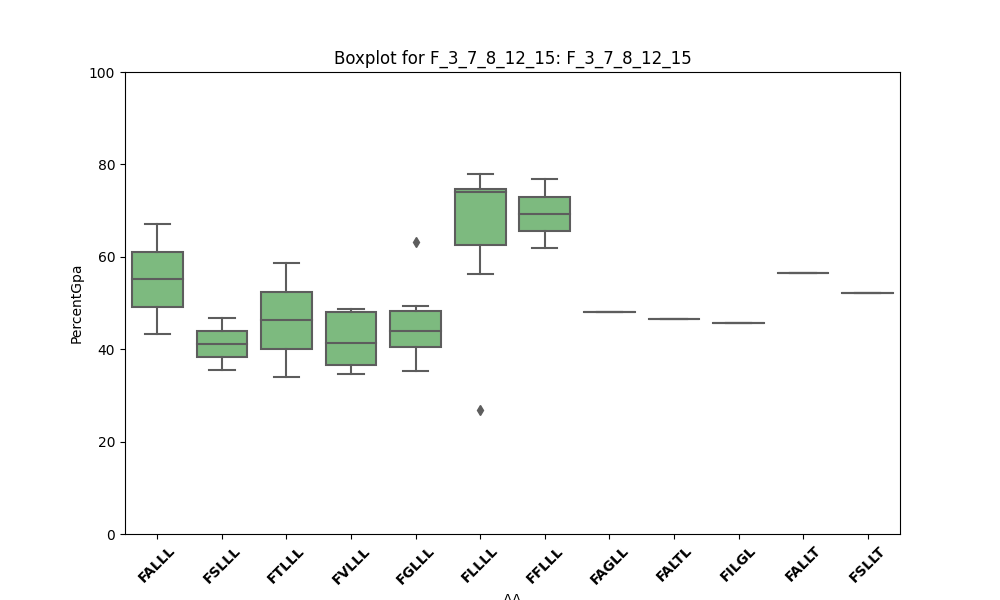 Boxplot for F_3_7_8_12_15: F_3_7_8_12_15
100
80
60
40
20
0
PercentGpa
FALLL
FSLLL
FTLLL
FVLLL
FGLLL
FLLLL
FFLLL
FAGLL
FALTL
FILGL
FALLT
FSLLT
AA